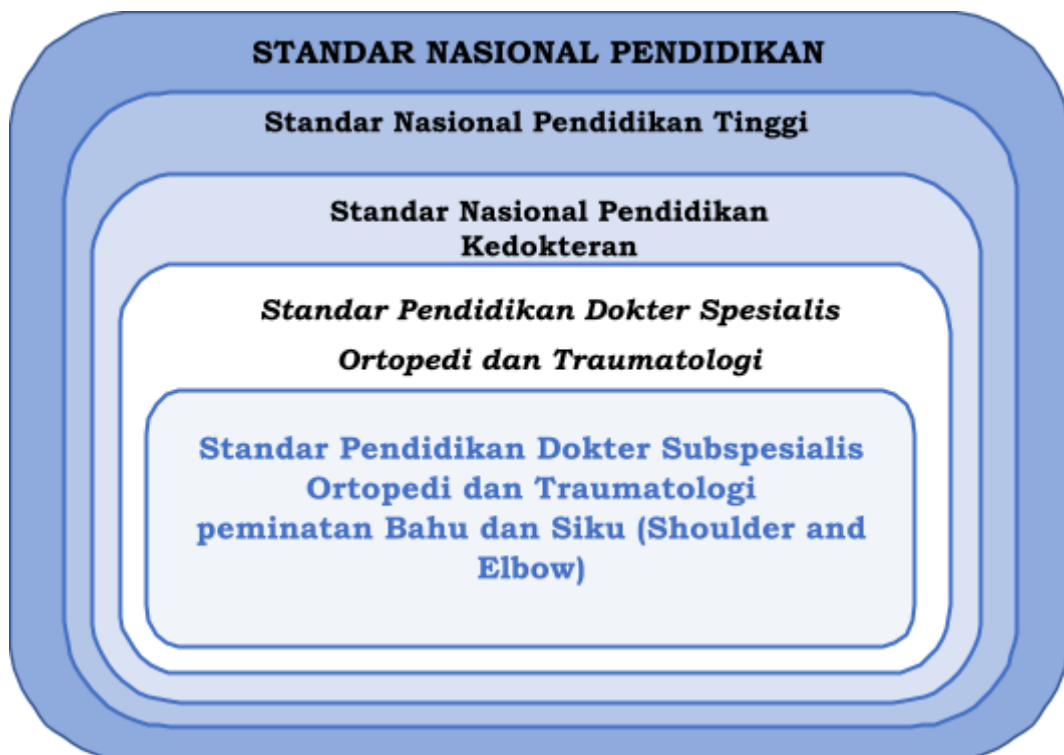 STANDAR NASIONAL PENDIDIKAN
Standar Nasional Pendidikan Tinggi
Standar Nasional Pendidikan
Kedokteran
Standar Pendidikan Dokter Spesialis
Ortopedi dan Traumatologi
Standar Pendidikan Dokter Subspesialis
Ortopedi dan Traumatologi
peminatan Bahu dan Siku (Shoulder and
Elbow)